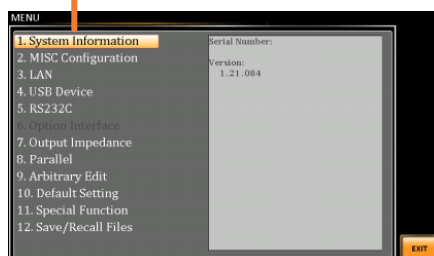 MENU
1. System Information
2. MISC Configuration
3. LAN
4. USB Device
5. RS232C
6. Option Interface
7. Output Impedance
8. Parallel
9. Arbitrary Edit
10. Default Setting
11. Special Function
12. Save/Recall Files
Serial Number:
Version:
1.21.084
EXIT